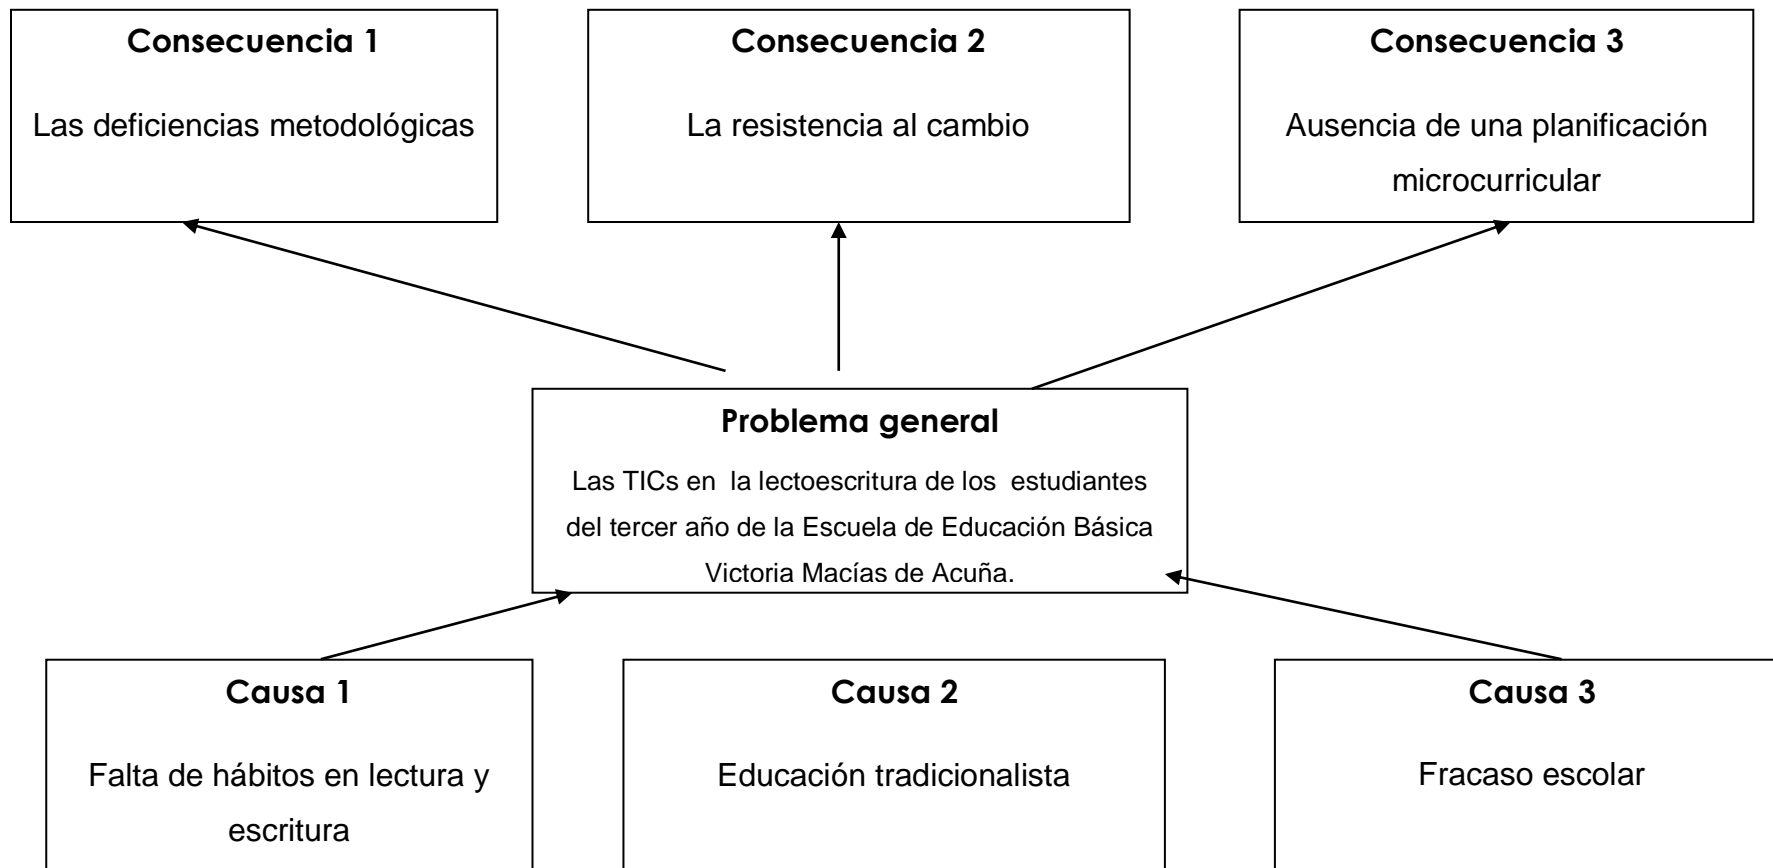 Consecuencia 1
Las deficiencias metodológicas
Consecuencia 2
La resistencia al cambio
Consecuencia 3
Ausencia de una planificación
microcurricular
Problema general
Las TICs en la lectoescritura de los estudiantes
del tercer año de la Escuela de Educación Básica
Victoria Macías de Acuña.
Causa 1
Falta de hábitos en lectura y
escritura
Causa 2
Educación tradicionalista
Causa 3
Fracaso escolar